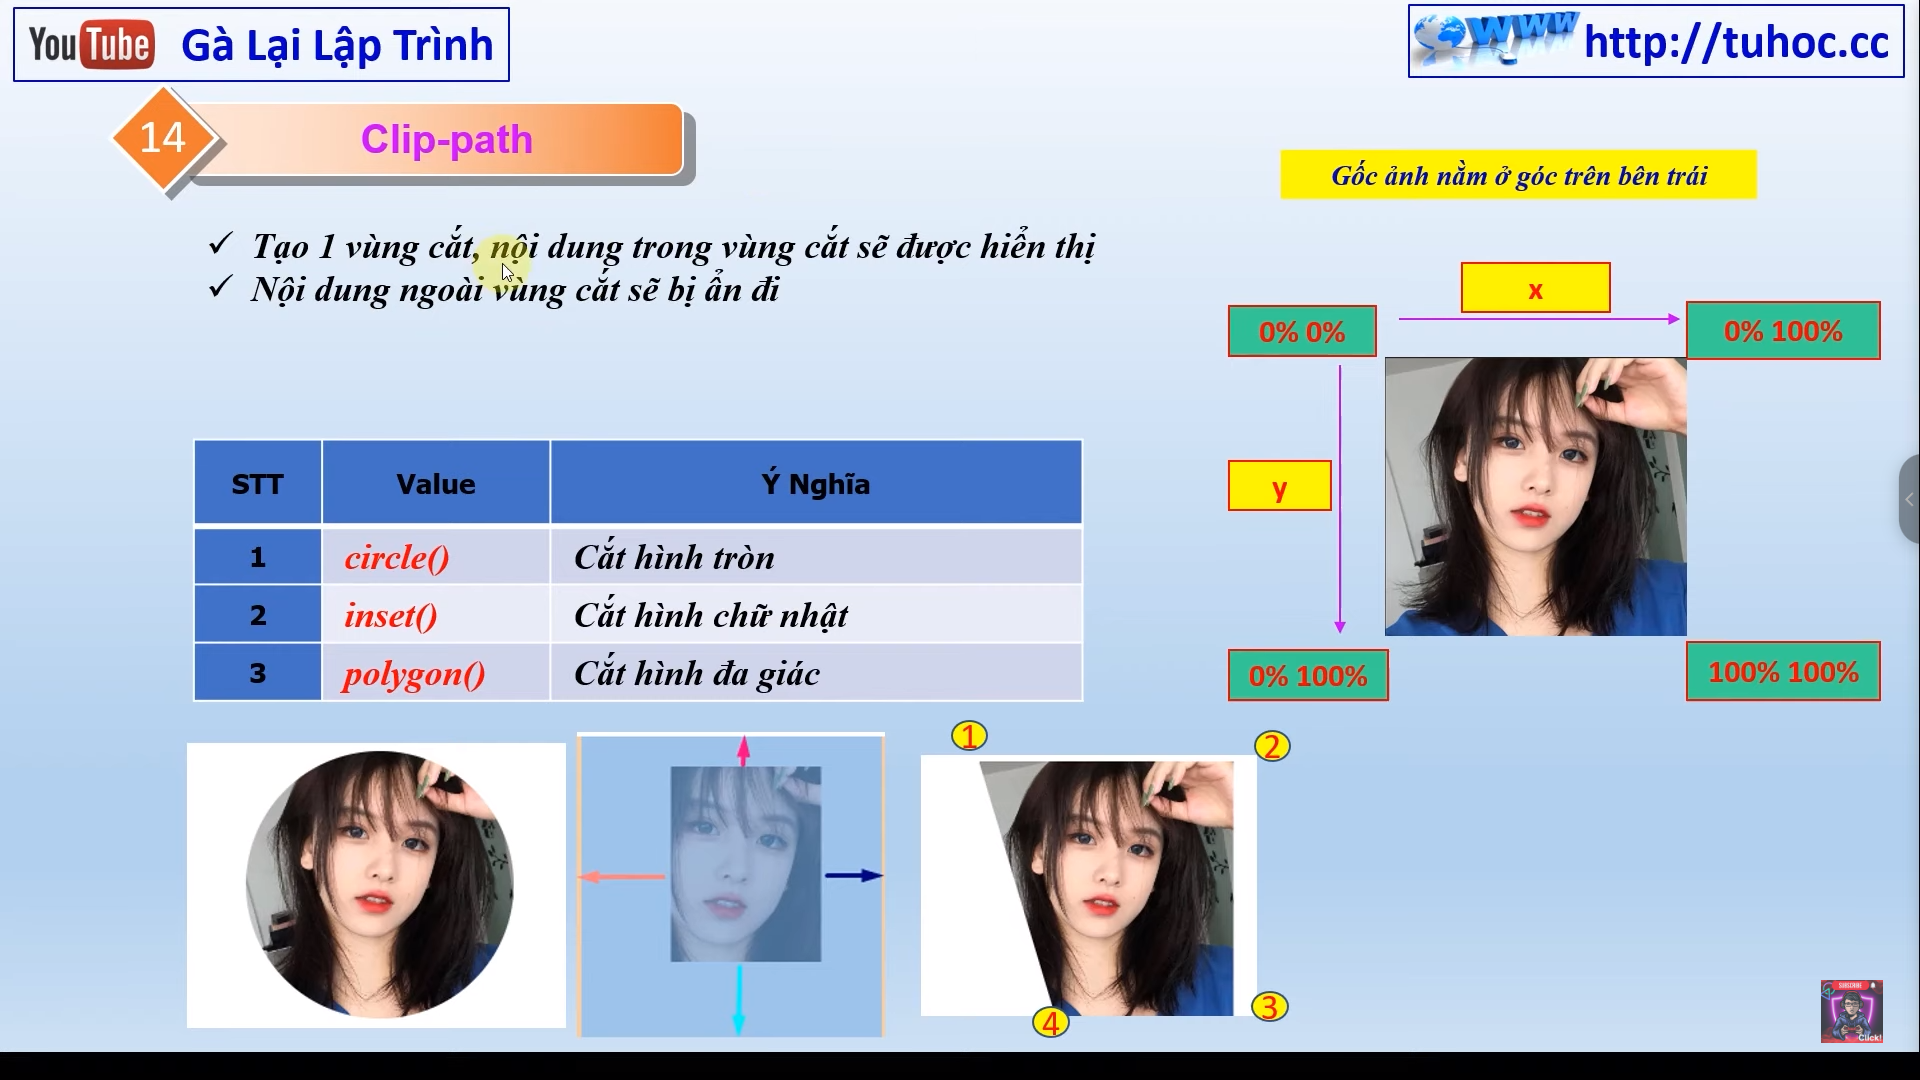 YouTube Gà Lại Lập Trình
WWW http://tuhoc.cc
14 Clip-path
Gốc ảnh nằm ở góc trên bên trái
✓ Tạo 1 vùng cắt, nội dung trong vùng cắt sẽ được hiển thị
✓ Nội dung ngoài vùng cắt sẽ bị ẩn đi
x
0% 0%
0% 100%
y
0% 100%
100% 100%
STT Value Ý Nghĩa
1 circle() Cắt hình tròn
2 inset() Cắt hình chữ nhật
3 polygon() Cắt hình đa giác
1
2
3
4
SUBSCRIBE
Click!